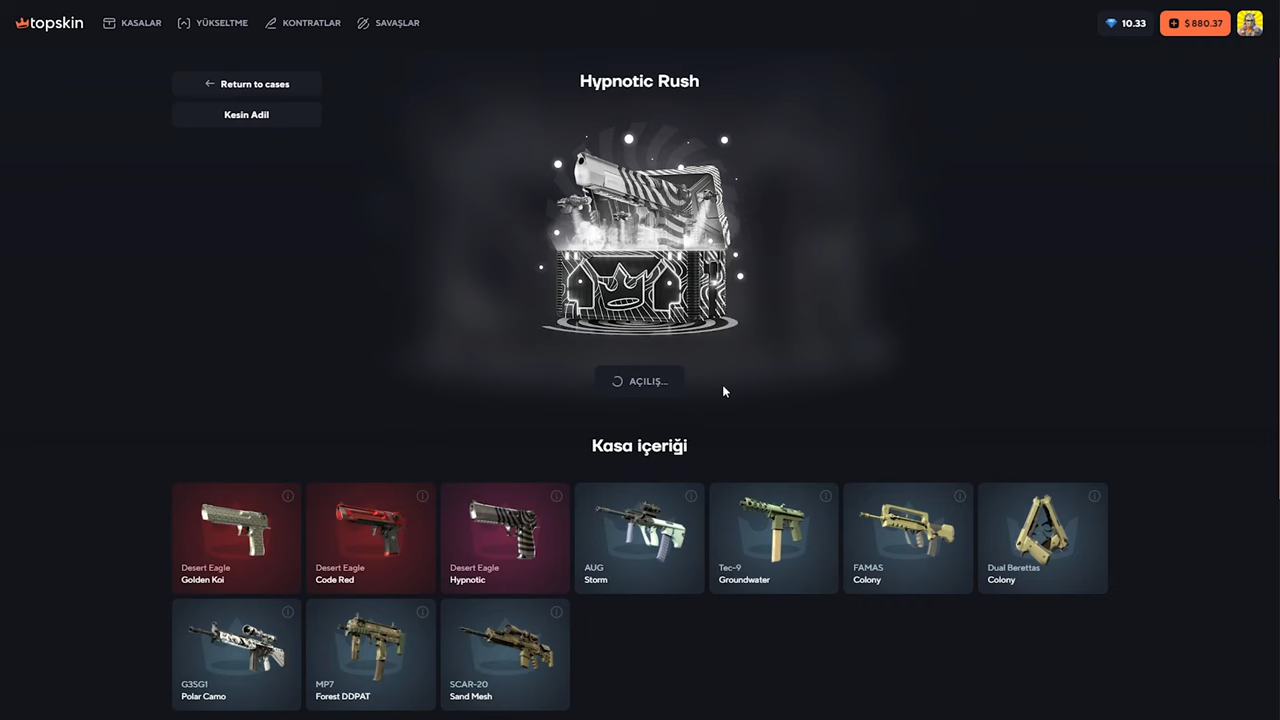 topskin
KASALAR
YÜKSELTME
KONTRATLAR
SAVAŞLAR
10.33
$ 880.37
Return to cases
Kesin Adil
Hypnotic Rush
AÇILIŞ...
Kasa içeriği
Desert Eagle
Golden Koi
Desert Eagle
Code Red
Desert Eagle
Hypnotic
AUG
Storm
Tec-9
Groundwater
FAMAS
Colony
Dual Berettas
Colony
G3SG1
Polar Camo
MP7
Forest DDPAT
SCAR-20
Sand Mesh